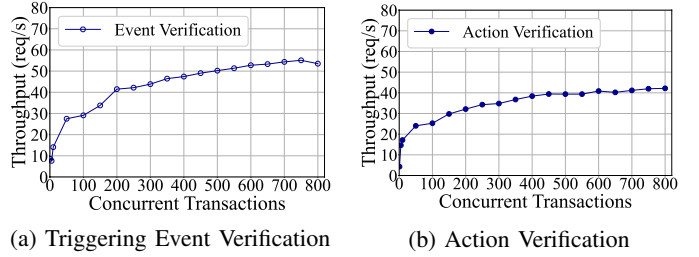 80
70
60
50
40
30
20
10
0
Throughput (req/s)
Event Verification
0 100 200 300 400 500 600 700 800
Concurrent Transactions
(a) Triggering Event Verification
80
70
60
50
40
30
20
10
0
Throughput (req/s)
Action Verification
0 100 200 300 400 500 600 700 800
Concurrent Transactions
(b) Action Verification